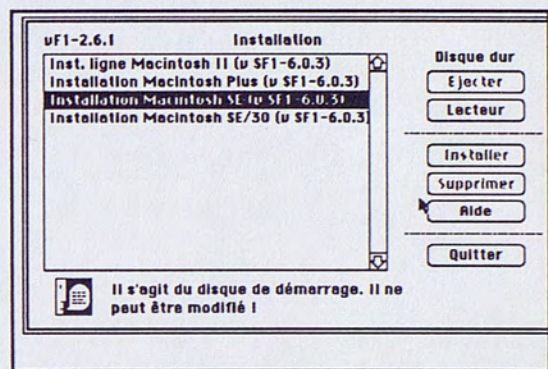 vF1-2.6.1
Installation
Inst. ligne Macintosh II (v SF1-6.0.3)
Installation Macintosh Plus (v SF1-6.0.3)
Installation Macintosh SE (v SF1-6.0.3)
Installation Macintosh SE/30 (v SF1-6.0.3)
Disque dur
Ejecter
Lecteur
Installer
Supprimer
Aide
Quitter
Il s'agit du disque de démarrage. Il ne
peut être modifié !